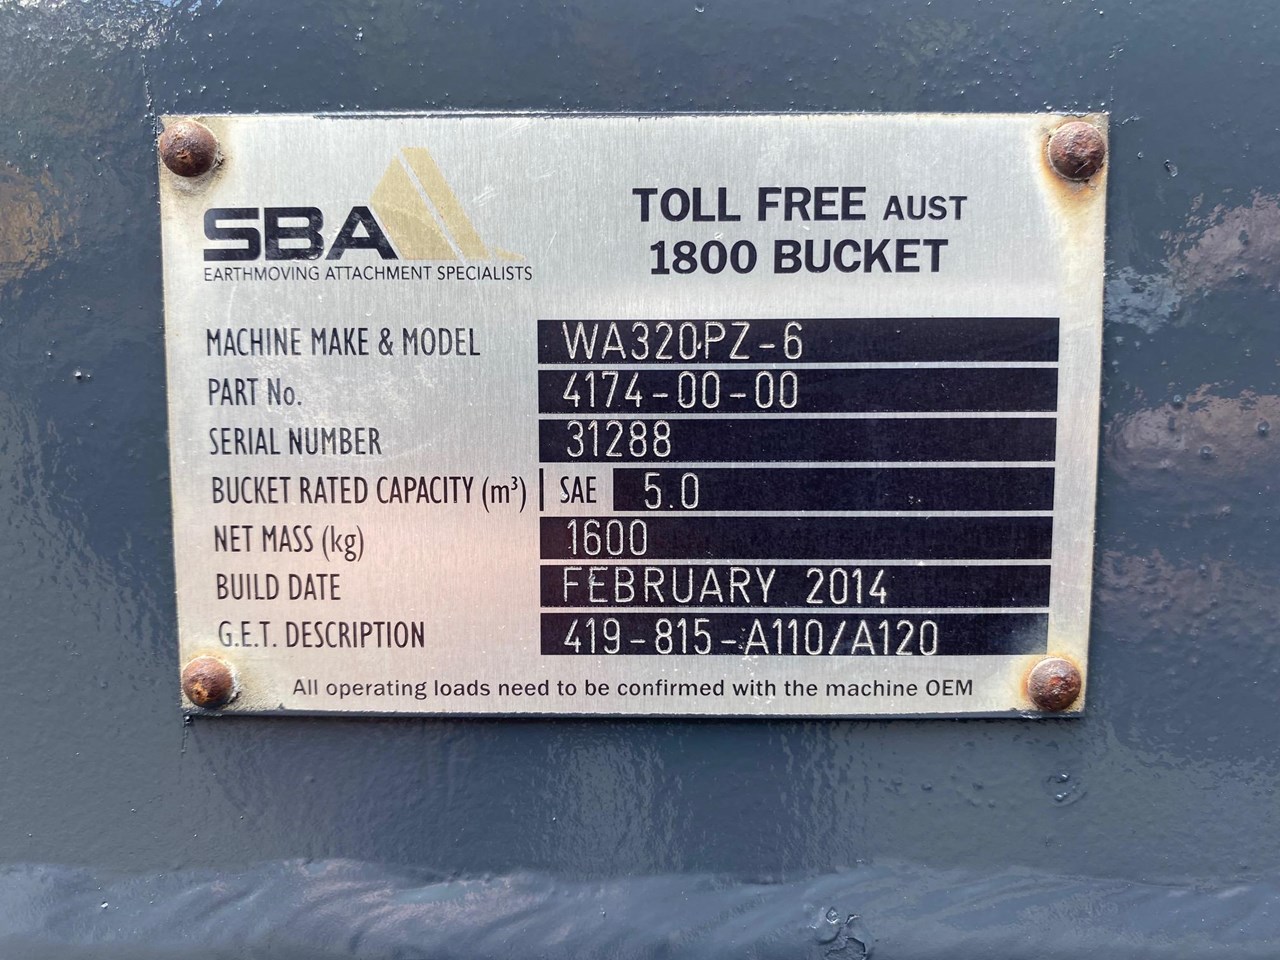 SBA
EARTHMOVING ATTACHMENT SPECIALISTS
TOLL FREE AUST
1800 BUCKET
MACHINE MAKE & MODEL WA320PZ-6
PART No. 4174-00-00
SERIAL NUMBER 31288
BUCKET RATED CAPACITY (m³) SAE 5.0
NET MASS (kg) 1600
BUILD DATE FEBRUARY 2014
G.E.T. DESCRIPTION 419-815-A110/A120
All operating loads need to be confirmed with the machine OEM